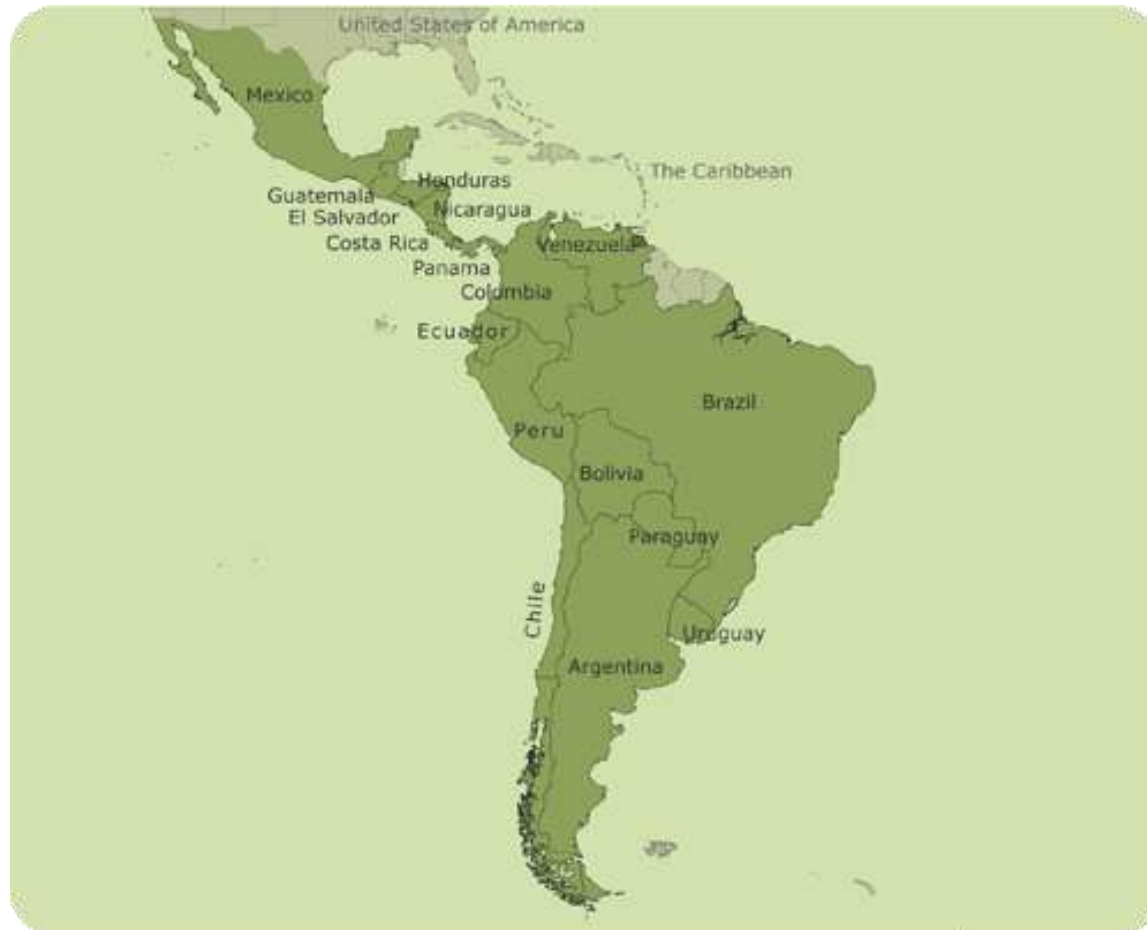 United States of America
Mexico
The Caribbean
Honduras
Guatemala
Nicaragua
El Salvador
Costa Rica
Venezuela
Panama
Columbia
Ecuador
Brazil
Peru
Bolivia
Paraguay
Chile
Uruguay
Argentina